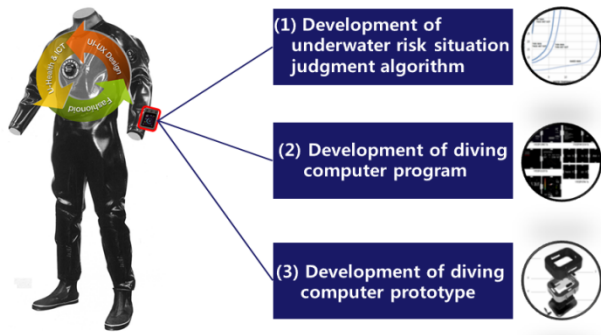 UI-UX Design
U-Health & ICT
Fashionoid
(1) Development of
underwater risk situation
judgment algorithm
(2) Development of diving
computer program
(3) Development of diving
computer prototype